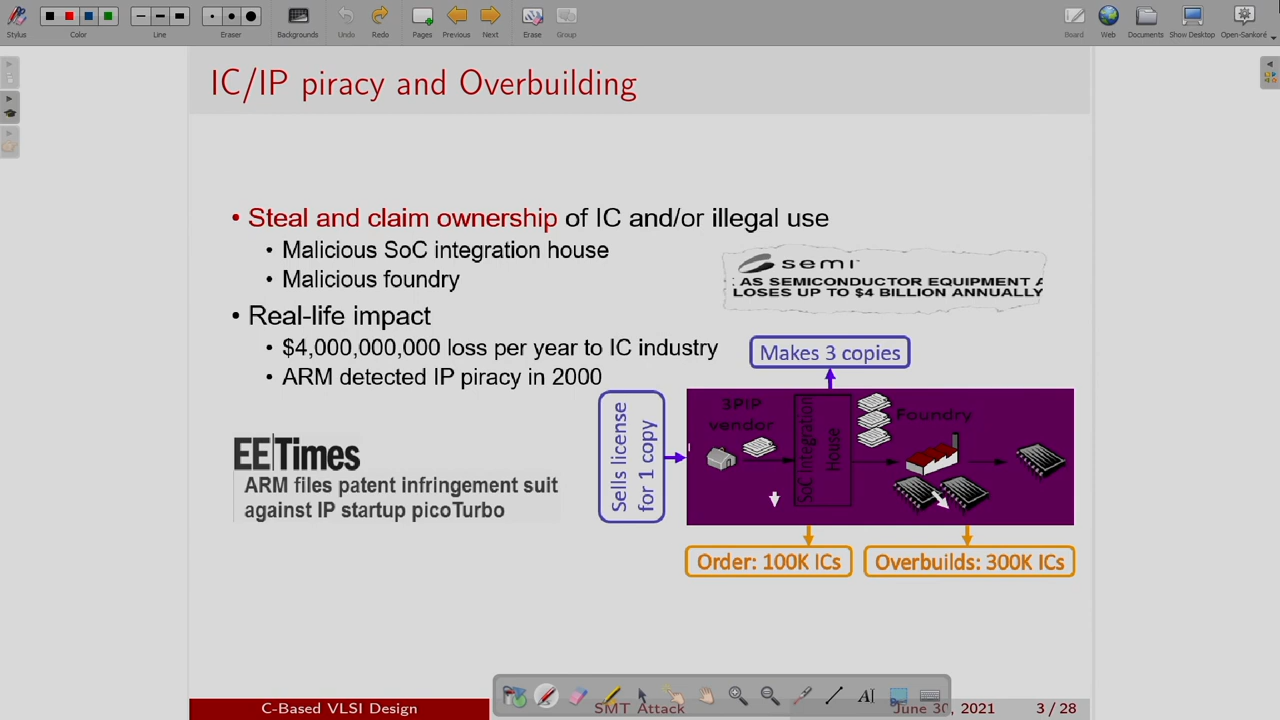 Stylus
Color
Line
Eraser
Backgrounds
Undo
Redo
Pages
Previous
Next
Erase
Group
Board
Web
Documents
Show Desktop
Open-Sankoré
IC/IP piracy and Overbuilding
• Steal and claim ownership of IC and/or illegal use
• Malicious SoC integration house
• Malicious foundry
• Real-life impact
• $4,000,000,000 loss per year to IC industry
• ARM detected IP piracy in 2000
semi
AS SEMICONDUCTOR EQUIPMENT
LOSES UP TO $4 BILLION ANNUALLY
Makes 3 copies
Sells license
for 1 copy
3PIP
vendor
SoC Integration
House
Foundry
Order: 100K ICs
Overbuilds: 300K ICs
EETimes
ARM files patent infringement suit
against IP startup picoTurbo
C-Based VLSI Design
SMT Attack
June 30, 2021
3 / 28